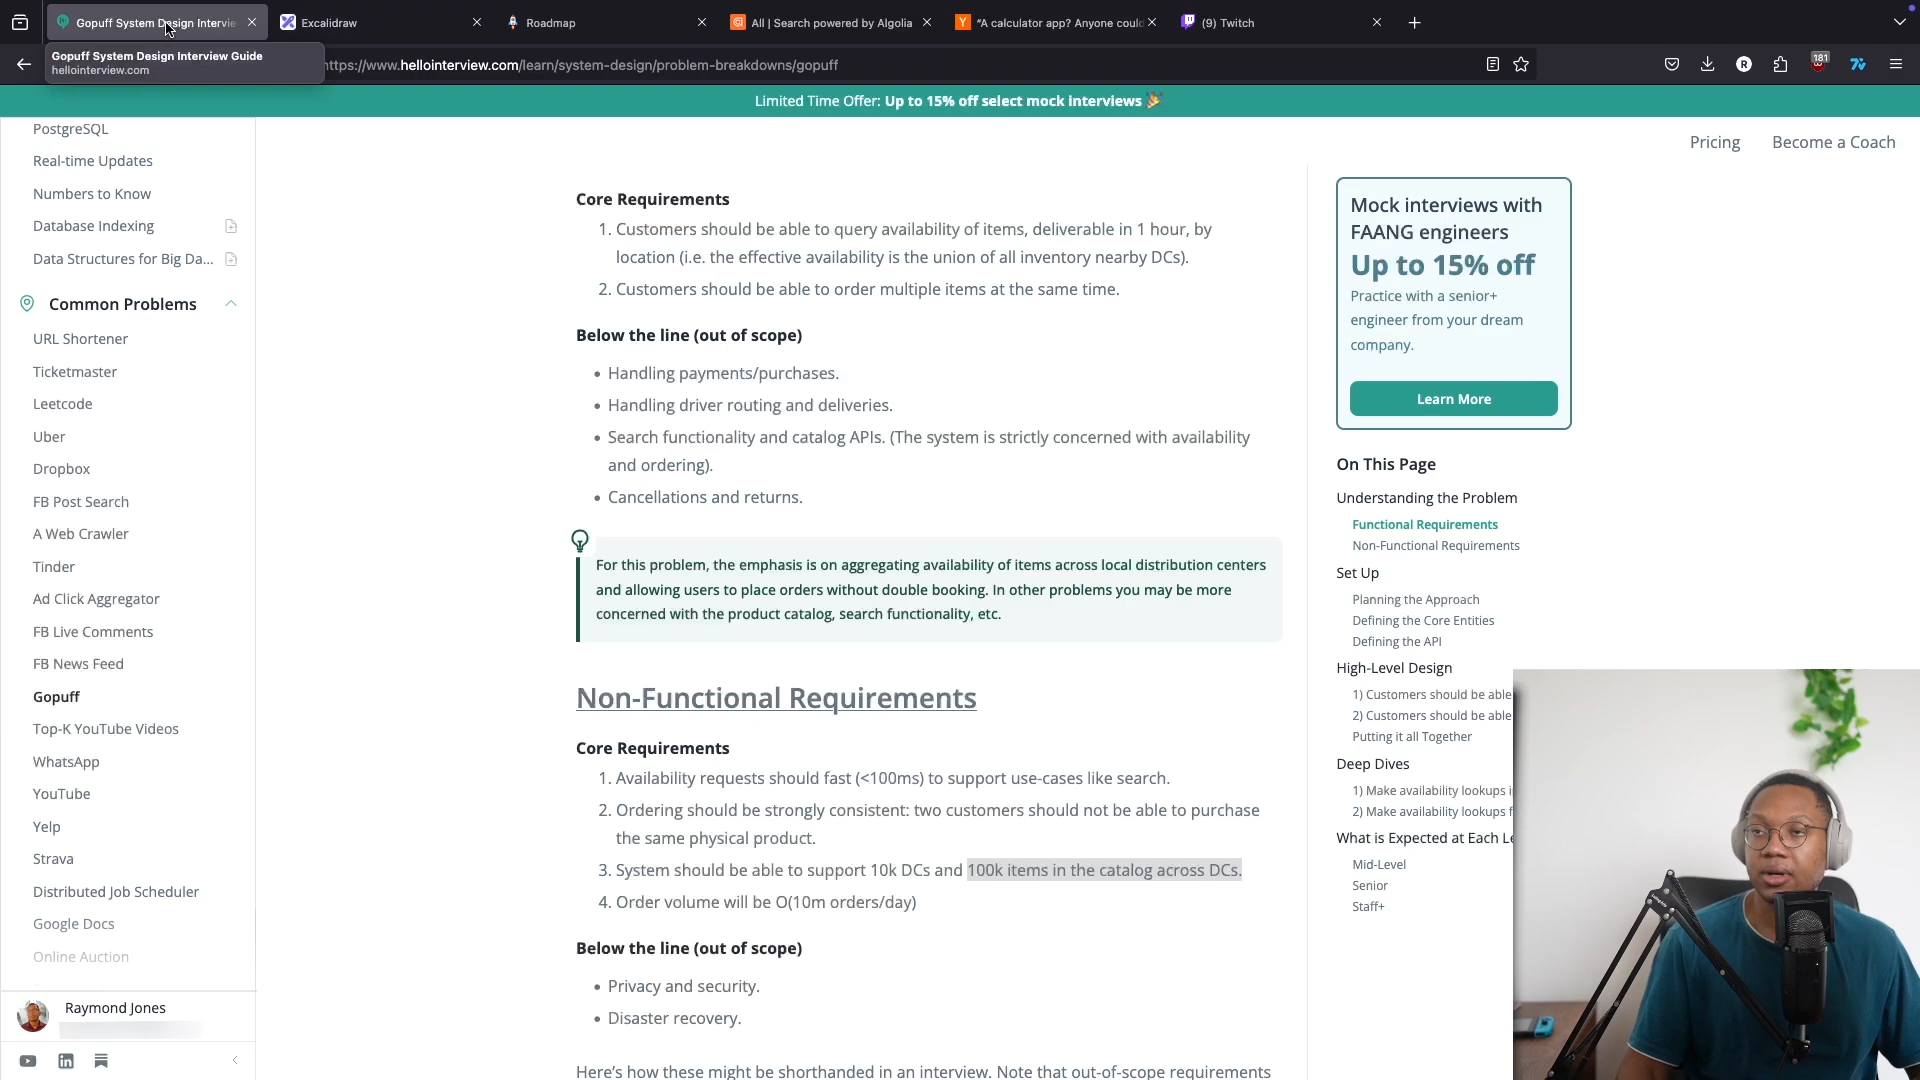 Gopuff System Design Intervie
Excalidraw
Roadmap
All | Search powered by Algolia
"A calculator app? Anyone coul
(9) Twitch
Gopuff System Design Interview Guide
hellointerview.com
https://www.hellointerview.com/learn/system-design/problem-breakdowns/gopuff
R
181
Limited Time Offer: Up to 15% off select mock interviews 🎉
Pricing
Become a Coach
PostgreSQL
Real-time Updates
Numbers to Know
Database Indexing
Data Structures for Big Da...
Common Problems
URL Shortener
Ticketmaster
Leetcode
Uber
Dropbox
FB Post Search
A Web Crawler
Tinder
Ad Click Aggregator
FB Live Comments
FB News Feed
Gopuff
Top-K YouTube Videos
WhatsApp
YouTube
Yelp
Strava
Distributed Job Scheduler
Google Docs
Online Auction
Raymond Jones
Core Requirements
1. Customers should be able to query availability of items, deliverable in 1 hour, by
location (i.e. the effective availability is the union of all inventory nearby DCs).
2. Customers should be able to order multiple items at the same time.
Below the line (out of scope)
• Handling payments/purchases.
• Handling driver routing and deliveries.
• Search functionality and catalog APIs. (The system is strictly concerned with availability
and ordering).
• Cancellations and returns.
For this problem, the emphasis is on aggregating availability of items across local distribution centers
and allowing users to place orders without double booking. In other problems you may be more
concerned with the product catalog, search functionality, etc.
Non-Functional Requirements
Core Requirements
1. Availability requests should fast (<100ms) to support use-cases like search.
2. Ordering should be strongly consistent: two customers should not be able to purchase
the same physical product.
3. System should be able to support 10k DCs and 100k items in the catalog across DCs.
4. Order volume will be O(10m orders/day)
Below the line (out of scope)
• Privacy and security.
• Disaster recovery.
Here's how these might be shorthanded in an interview. Note that out-of-scope requirements
Mock interviews with
FAANG engineers
Up to 15% off
Practice with a senior+
engineer from your dream
company.
Learn More
On This Page
Understanding the Problem
Functional Requirements
Non-Functional Requirements
Set Up
Planning the Approach
Defining the Core Entities
Defining the API
High-Level Design
1) Customers should be able
2) Customers should be able
Putting it all Together
Deep Dives
1) Make availability lookups i
2) Make availability lookups f
What is Expected at Each Le
Mid-Level
Senior
Staff+